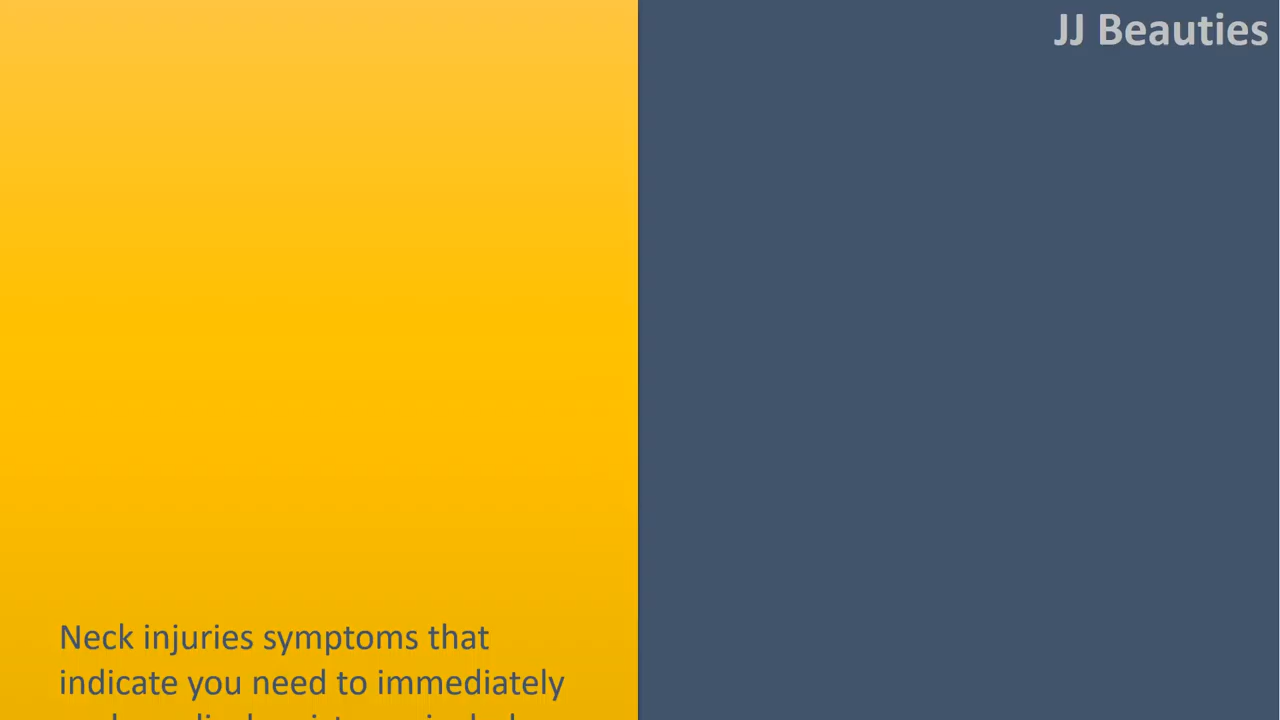 JJ Beauties
Neck injuries symptoms that
indicate you need to immediately